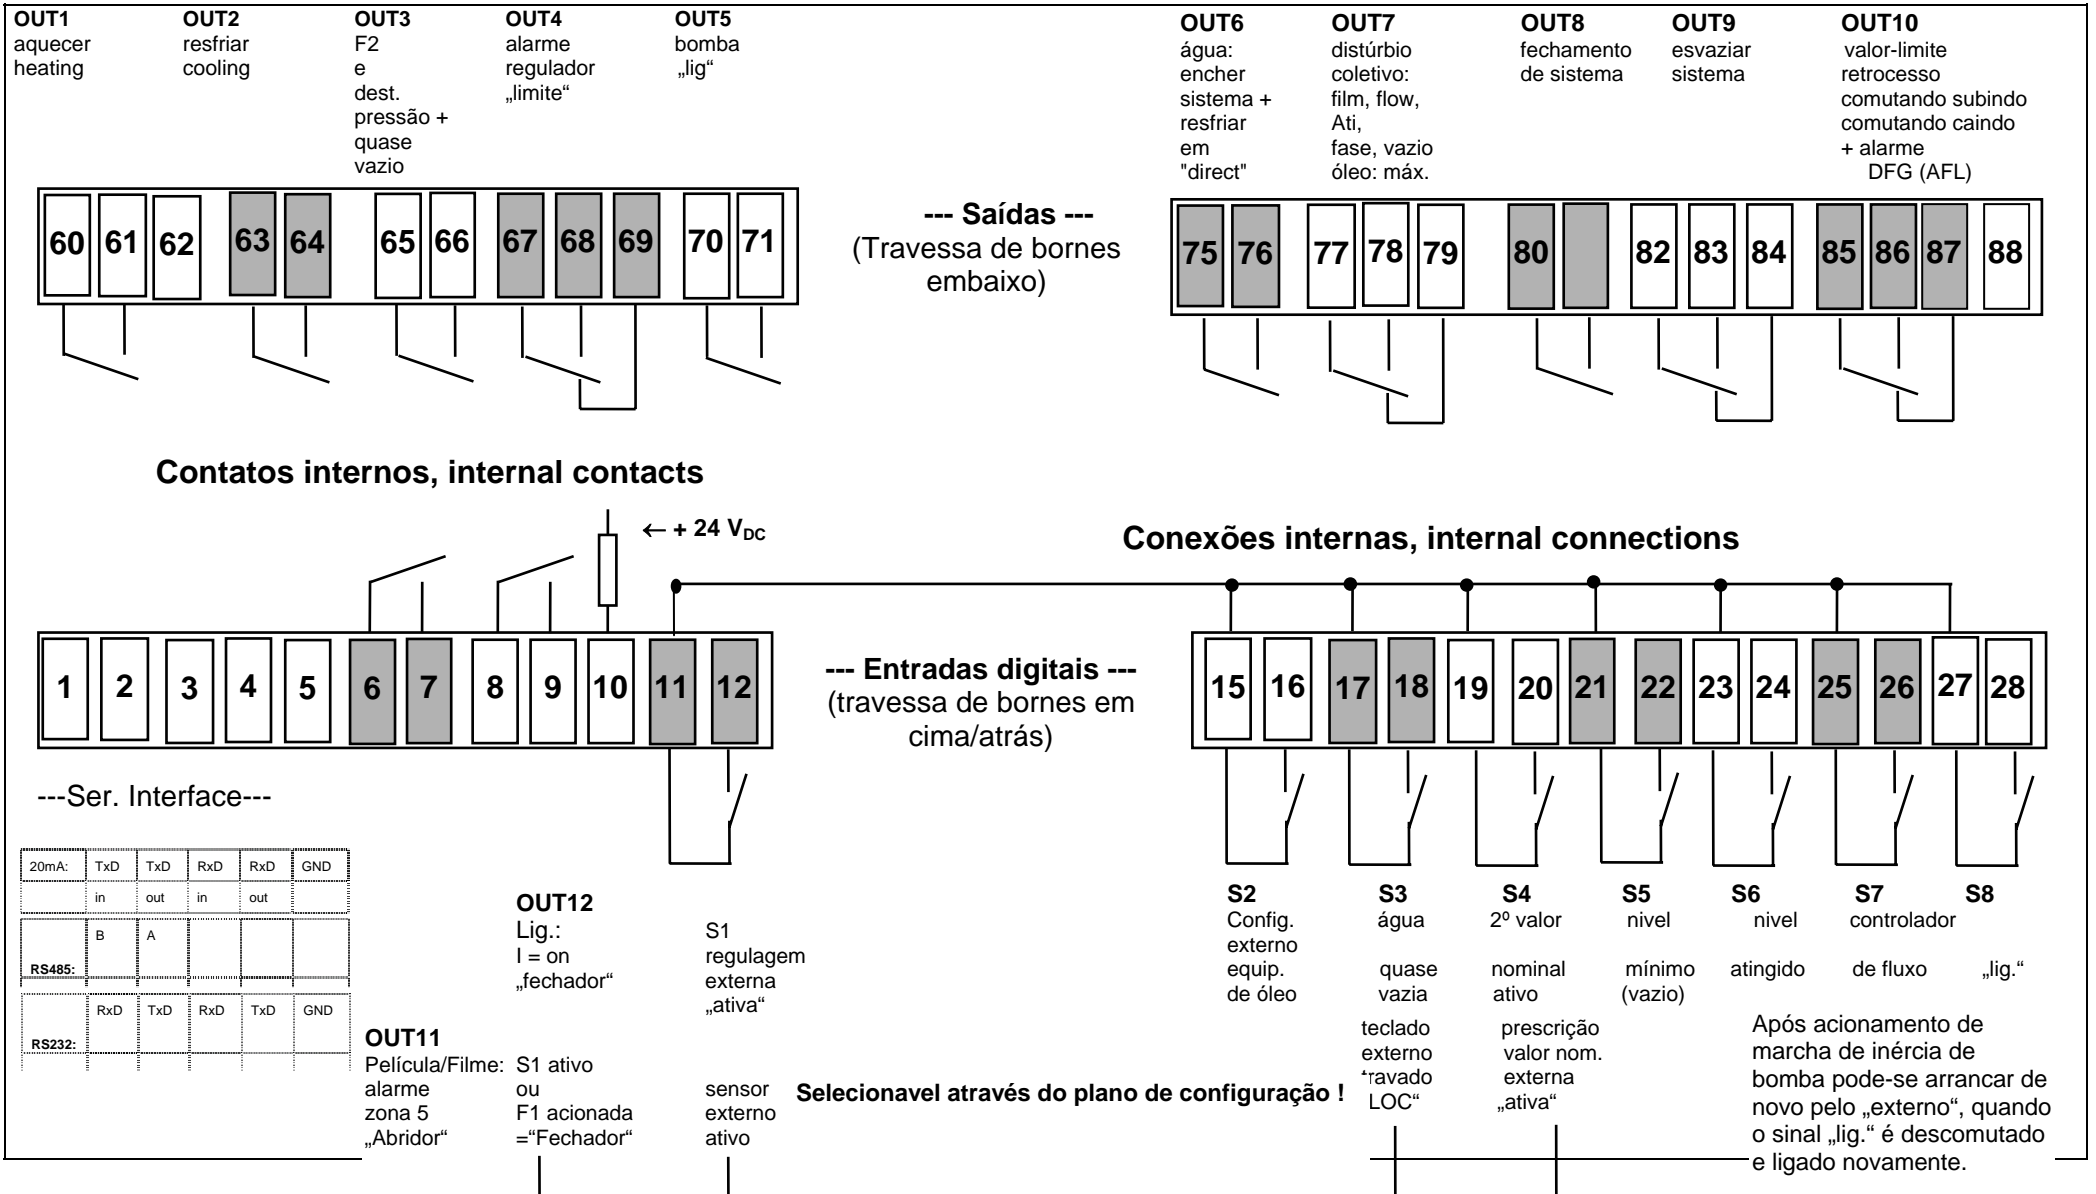 OUT1
aquecer
heating
OUT2
resfriar
cooling
OUT3
F2
e
dest.
pressão +
quase
vazio
OUT4
alarme
regulador
„limite“
OUT5
bomba
„lig“
OUT6
água:
encher
sistema +
resfriar
em
"direct"
OUT7
distúrbio
coletivo:
film, flow,
Ati,
fase, vazio
óleo: máx.
OUT8
fechamento
de sistema
OUT9
esvaziar
sistema
OUT10
valor-limite
retrocesso
comutando subindo
comutando caindo
+ alarme
DFG (AFL)
60 61 62 63 64 65 66 67 68 69 70 71
--- Saídas ---
(Travessa de bornes
embaixo)
75 76 77 78 79 80 82 83 84 85 86 87 88
Contatos internos, internal contacts
← + 24 VDC
Conexões internas, internal connections
1 2 3 4 5 6 7 8 9 10 11 12
--- Entradas digitais ---
(travessa de bornes em
cima/atrás)
15 16 17 18 19 20 21 22 23 24 25 26 27 28
---Ser. Interface---
20mA: TxD TxD RxD RxD GND
in out in out
B A
RS485:
RxD TxD RxD TxD GND
RS232:
OUT12
Lig.:
I = on
„fechador“
S1
regulagem
externa
„ativa“
OUT11
Película/Filme:
alarme
zona 5
„Abridor“
S1 ativo
ou
F1 acionada
=“Fechador“
sensor
externo
ativo
Selecionavel através do plano de configuração !
S2
Config.
externo
equip.
de óleo
S3
água
quase
vazia
S4
2º valor
nominal
ativo
S5
nivel
mínimo
(vazio)
S6
nivel
atingido
S7
controlador
de fluxo
S8
„lig.“
teclado
externo
travado
LOC“
prescrição
valor nom.
externa
„ativa“
Após acionamento de
marcha de inércia de
bomba pode-se arrancar de
novo pelo „externo“, quando
o sinal „lig.“ é descomutado
e ligado novamente.